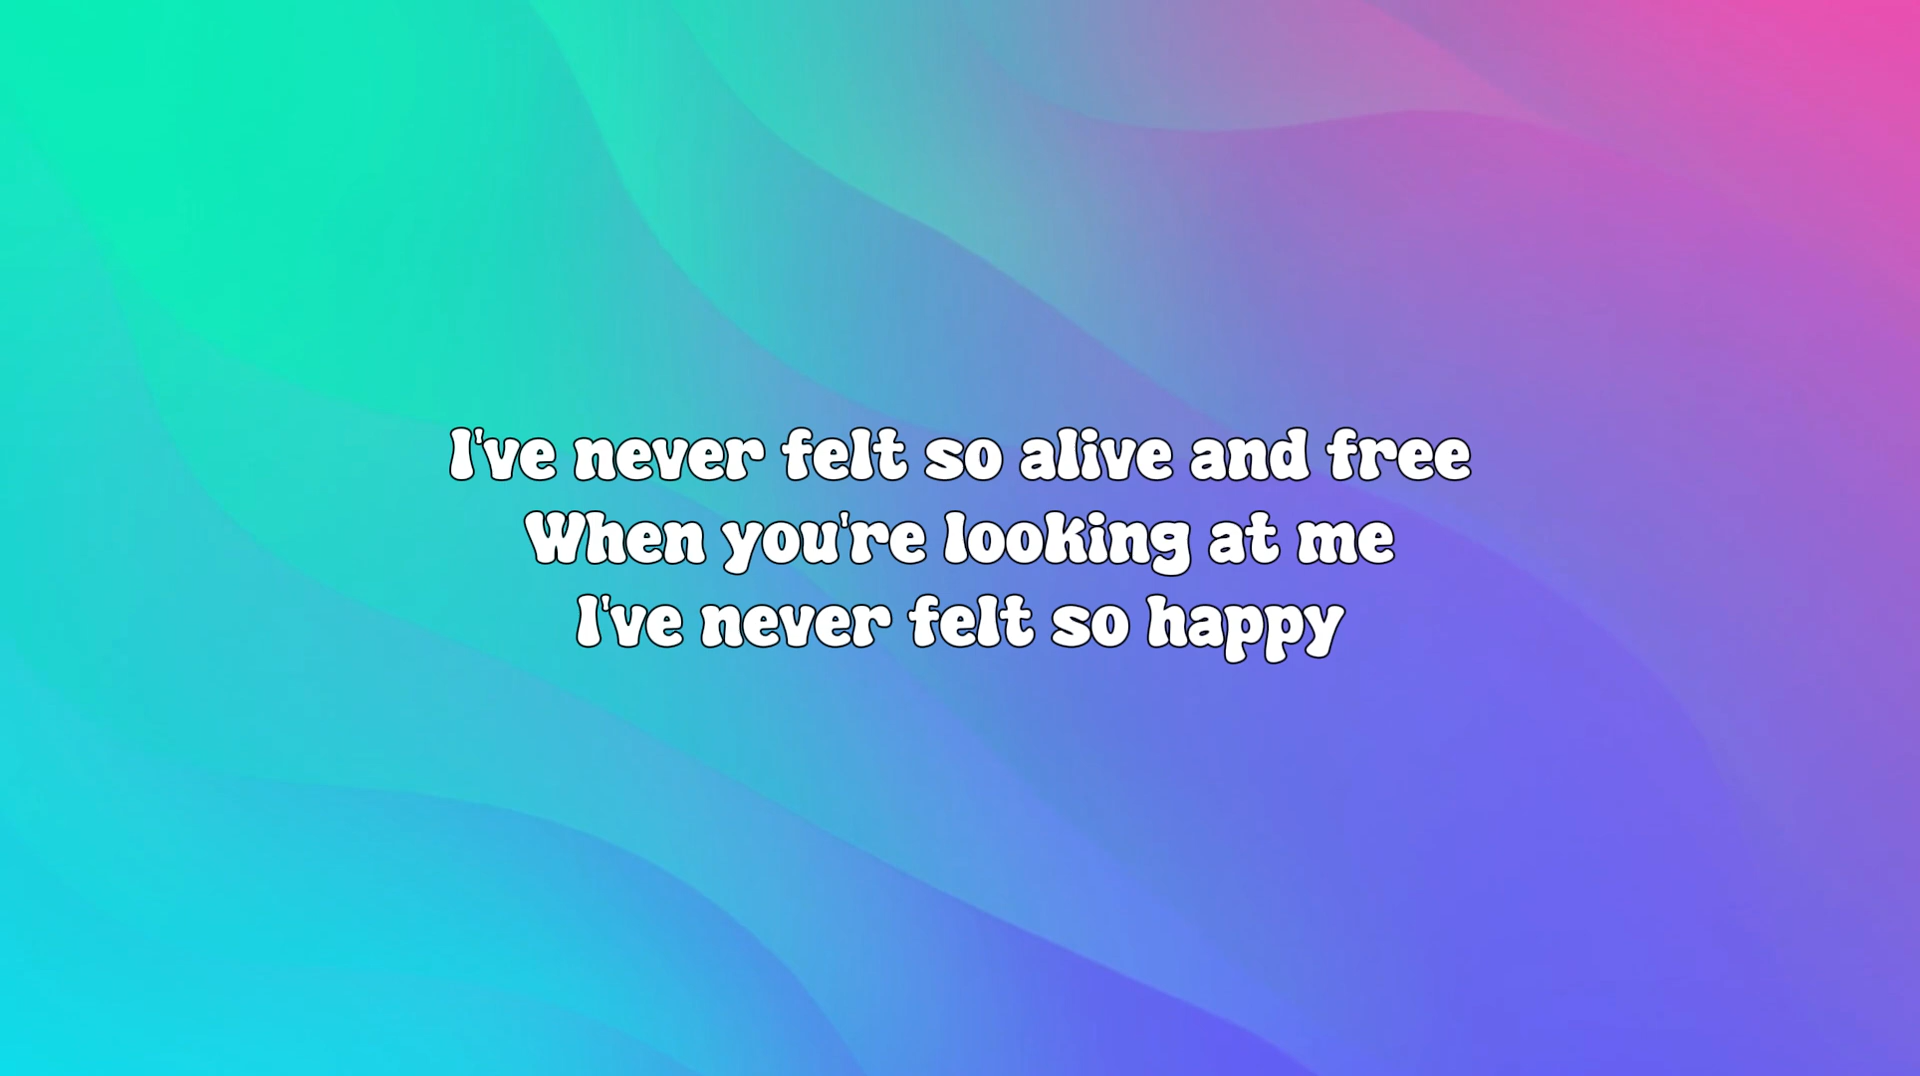 I've never felt so alive and free
When you're looking at me
I've never felt so happy